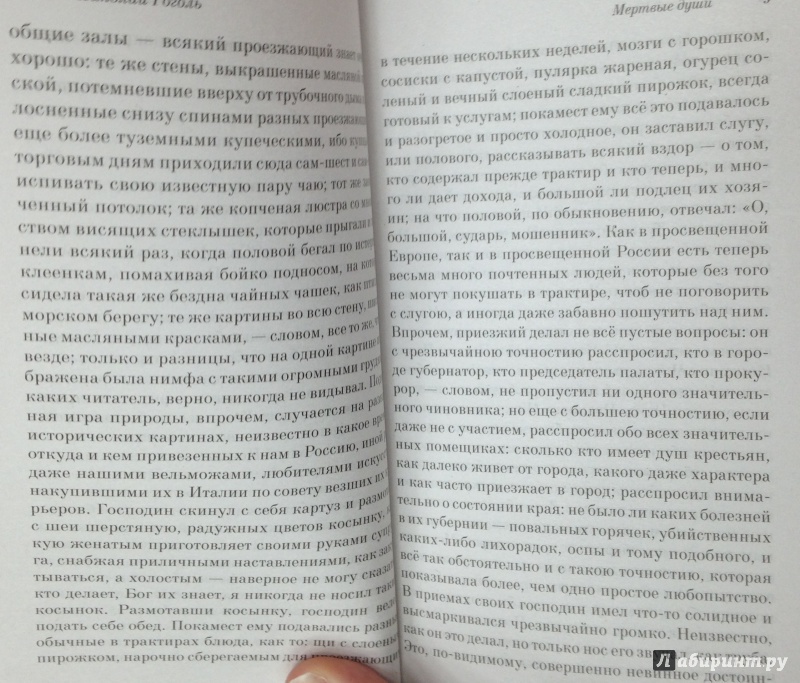 Гоголь
общие залы — всякий проезжающий знает
хорошо: те же стены, выкрашенные масляной
ской, потемневшие вверху от трубочного дыма
лосненные снизу спинами разных проезжающих
еще более туземными купеческими, ибо купцы
торговым дням приходили сюда сам-шест и сам-
испивать свою известную пару чаю; тот же
ченный потолок; та же копченая люстра со
ством висящих стеклышек, которые прыгали и
нели всякий раз, когда половой бегал по
клеенкам, помахивая бойко подносом, на
сидела такая же бездна чайных чашек, как
морском берегу; те же картины во всю стену,
ные масляными красками, — словом, все то же,
везде; только и разницы, что на одной картине
бражена была нимфа с такими огромными
каких читатель, верно, никогда не видывал.
ная игра природы, впрочем, случается на
исторических картинах, неизвестно в какое
откуда и кем привезенных к нам в Россию, иной
даже нашими вельможами, любителями
накупившими их в Италии по совету везших их
рьеров. Господин скинул с себя картуз и
с шеи шерстяную, радужных цветов косынку,
кую женатым приготовляет своими руками
га, снабжая приличными наставлениями, как
тываться, а холостым — наверное не могу
кто делает, Бог их знает, я никогда не носил
косынок. Размотавши косынку, господин
подать себе обед. Покамест ему подавались
обычные в трактирах блюда, как то: щи с
пирожком, нарочно сберегаемым для проезжающих
Мертвые души
в течение нескольких недель, мозги с горошком,
сосиски с капустой, пулярка жареная, огурец со-
леный и вечный слоеный сладкий пирожок, всегда
готовый к услугам; покамест ему всё это подавалось
и разогретое и просто холодное, он заставил слугу,
или полового, рассказывать всякий вздор — о том,
кто содержал прежде трактир и кто теперь, и мно-
го ли дает дохода, и большой ли подлец их хозя-
ин; на что половой, по обыкновению, отвечал: «О,
большой, сударь, мошенник». Как в просвещенной
Европе, так и в просвещенной России есть теперь
весьма много почтенных людей, которые без того
не могут покушать в трактире, чтоб не поговорить
с слугою, а иногда даже забавно пошутить над ним.
Впрочем, приезжий делал не всё пустые вопросы: он
с чрезвычайною точностию расспросил, кто в горо-
де губернатор, кто председатель палаты, кто проку-
рор, — словом, не пропустил ни одного значитель-
ного чиновника; но еще с большею точностию, если
даже не с участием, расспросил обо всех значитель-
ных помещиках: сколько кто имеет душ крестьян,
как далеко живет от города, какого даже характера
и как часто приезжает в город; расспросил внима-
тельно о состоянии края: не было ли каких болезней
в их губернии — повальных горячек, убийственных
каких-либо лихорадок, оспы и тому подобного, и
всё так обстоятельно и с такою точностию, которая
показывала более, чем одно простое любопытство.
В приемах своих господин имел что-то солидное и
высмаркивался чрезвычайно громко. Неизвестно,
как он это делал, но только нос его звучал, как труба.
Это, по-видимому, совершенно невинное достоин-
Лабиринт.ру